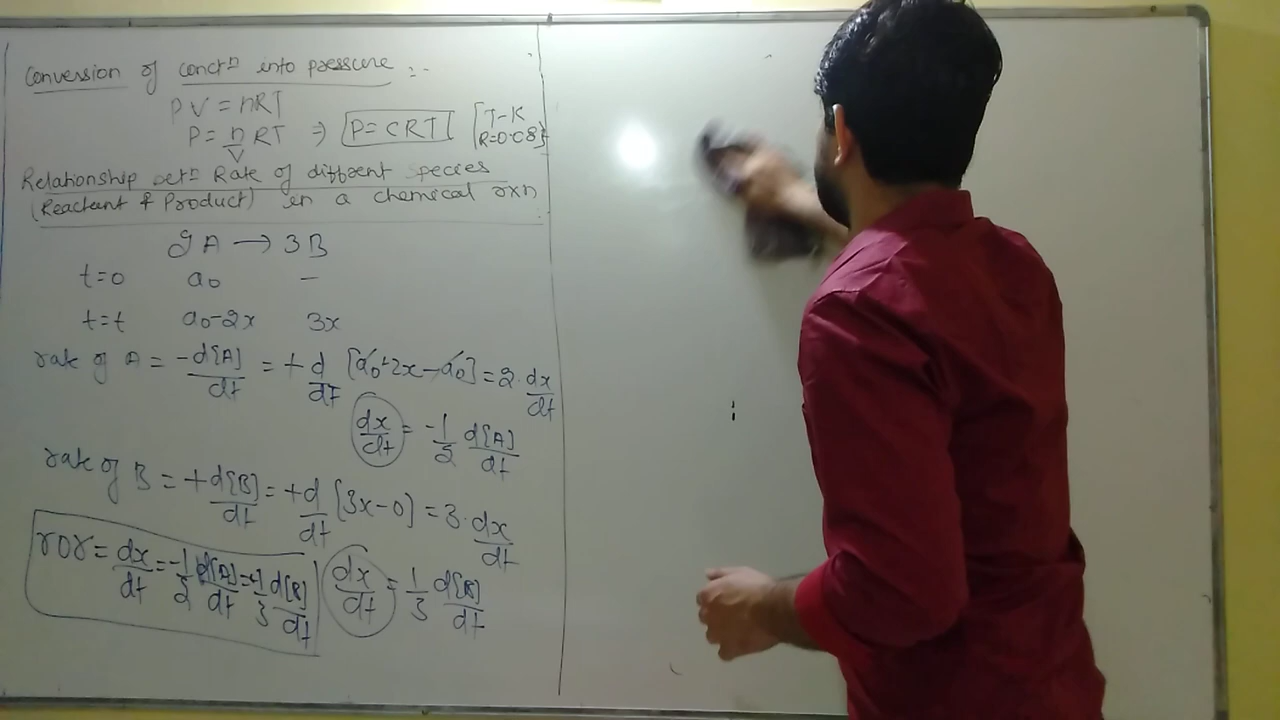 Conversion of concⁿ into pressure :-
PV = nRT
P = n/V RT ⇒ P = CRT [T-K R=0.08]
Relationship betⁿ Rate of different species
(Reactant & Product) in a chemical rxn
2A → 3B
t=0 a₀ —
t=t a₀-2x 3x
rate of A = -d[A]/dt = + d/dt [a₀+2x-a₀] = 2·dx/dt
dx/dt = -1/2 d[A]/dt
rate of B = +d[B]/dt = +d/dt [3x-0] = 3·dx/dt
ror = dx/dt = -1/2 d[A]/dt = +1/3 d[B]/dt
dx/dt = 1/3 d[B]/dt